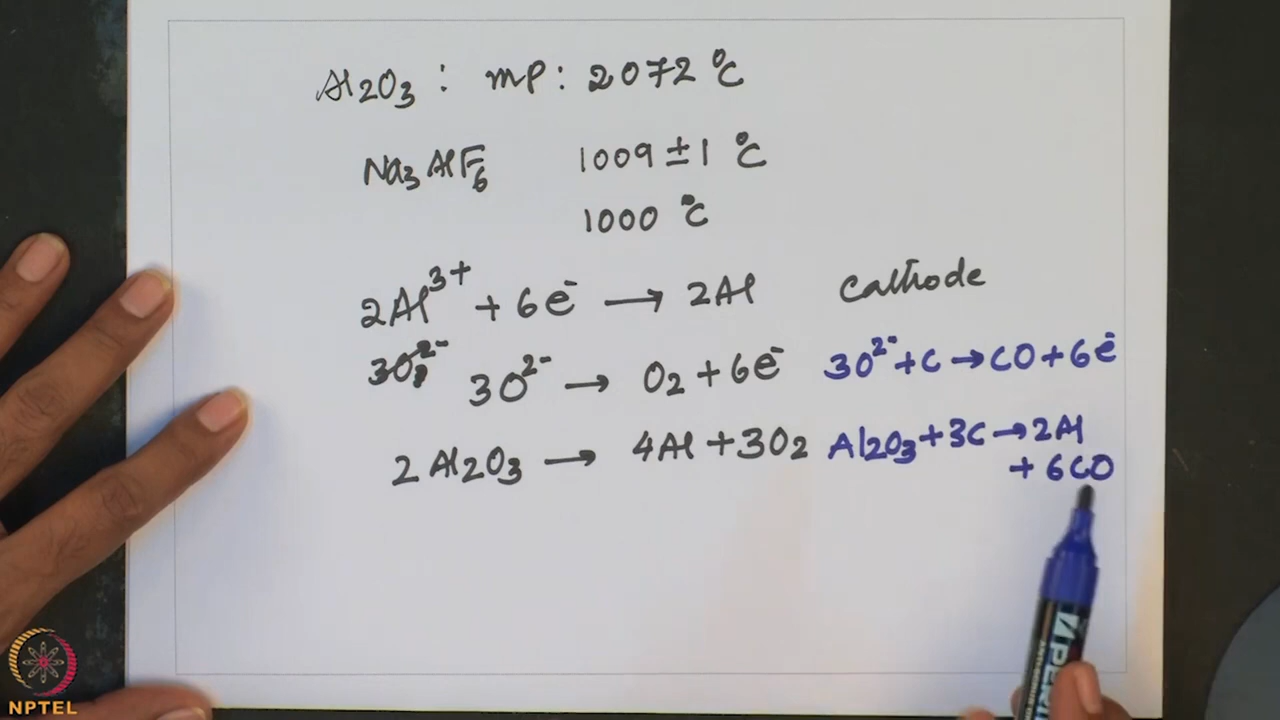 Al2O3 : mp : 2072 °C
Na3AlF6 1009 ± 1 °C
1000 °C
2Al³⁺ + 6e⁻ → 2Al cathode
3O²⁻ → O2 + 6e⁻ 3O²⁻ + C → CO + 6e⁻
2Al2O3 → 4Al + 3O2 Al2O3 + 3C → 2Al
+ 6CO
NPTEL